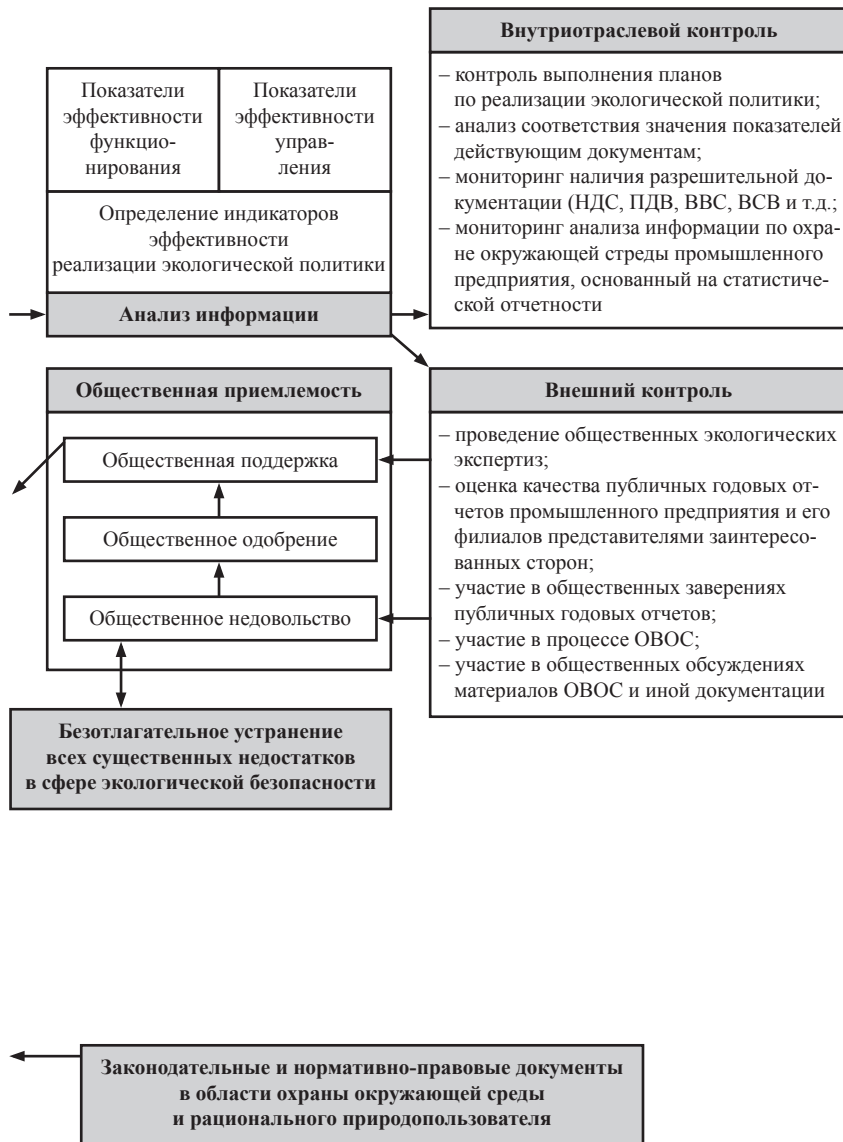 Показатели
эффективности
функцио-
нирования
Показатели
эффективности
управ-
ления
Определение индикаторов
эффективности
реализации экологической политики
Анализ информации
Внутриотраслевой контроль
– контроль выполнения планов
по реализации экологической политики;
– анализ соответствия значения показателей
действующим документам;
– мониторинг наличия разрешительной до-
кументации (НДС, ПДВ, ВВС, ВСВ и т.д.;
– мониторинг анализа информации по охра-
не окружающей стреды промышленного
предприятия, основанный на статистиче-
ской отчетности
Общественная приемлемость
Общественная поддержка
Общественное одобрение
Общественное недовольство
Безотлагательное устранение
всех существенных недостатков
в сфере экологической безопасности
Внешний контроль
– проведение общественных экологических
экспертиз;
– оценка качества публичных годовых от-
четов промышленного предприятия и его
филиалов представителями заинтересо-
ванных сторон;
– участие в общественных заверениях
публичных годовых отчетов;
– участие в процессе ОВОС;
– участие в общественных обсуждениях
материалов ОВОС и иной документации
Законодательные и нормативно-правовые документы
в области охраны окружающей среды
и рационального природопользователя